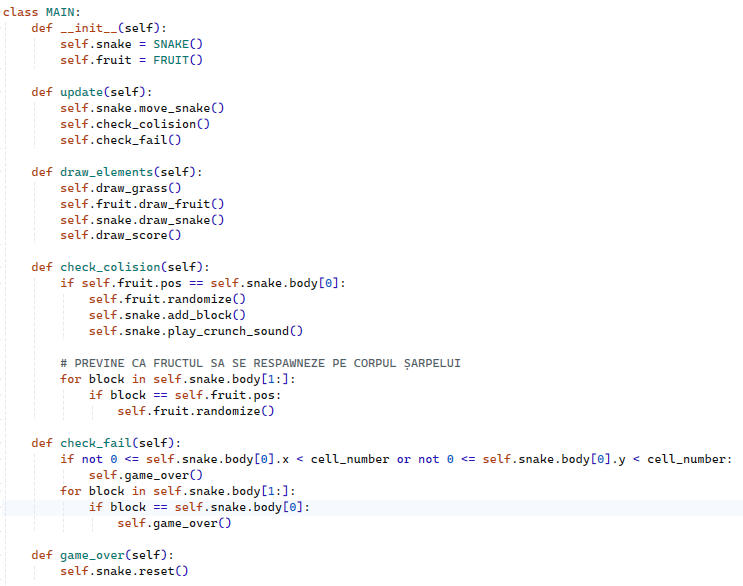 class MAIN:
    def __init__(self):
        self.snake = SNAKE()
        self.fruit = FRUIT()

    def update(self):
        self.snake.move_snake()
        self.check_colision()
        self.check_fail()

    def draw_elements(self):
        self.draw_grass()
        self.fruit.draw_fruit()
        self.snake.draw_snake()
        self.draw_score()

    def check_colision(self):
        if self.fruit.pos == self.snake.body[0]:
            self.fruit.randomize()
            self.snake.add_block()
            self.snake.play_crunch_sound()

        # PREVINE CA FRUCTUL SA SE RESPAWNEZE PE CORPUL ȘARPELUI
        for block in self.snake.body[1:]:
            if block == self.fruit.pos:
                self.fruit.randomize()

    def check_fail(self):
        if not 0 <= self.snake.body[0].x < cell_number or not 0 <= self.snake.body[0].y < cell_number:
            self.game_over()
        for block in self.snake.body[1:]:
            if block == self.snake.body[0]:
                self.game_over()

    def game_over(self):
        self.snake.reset()